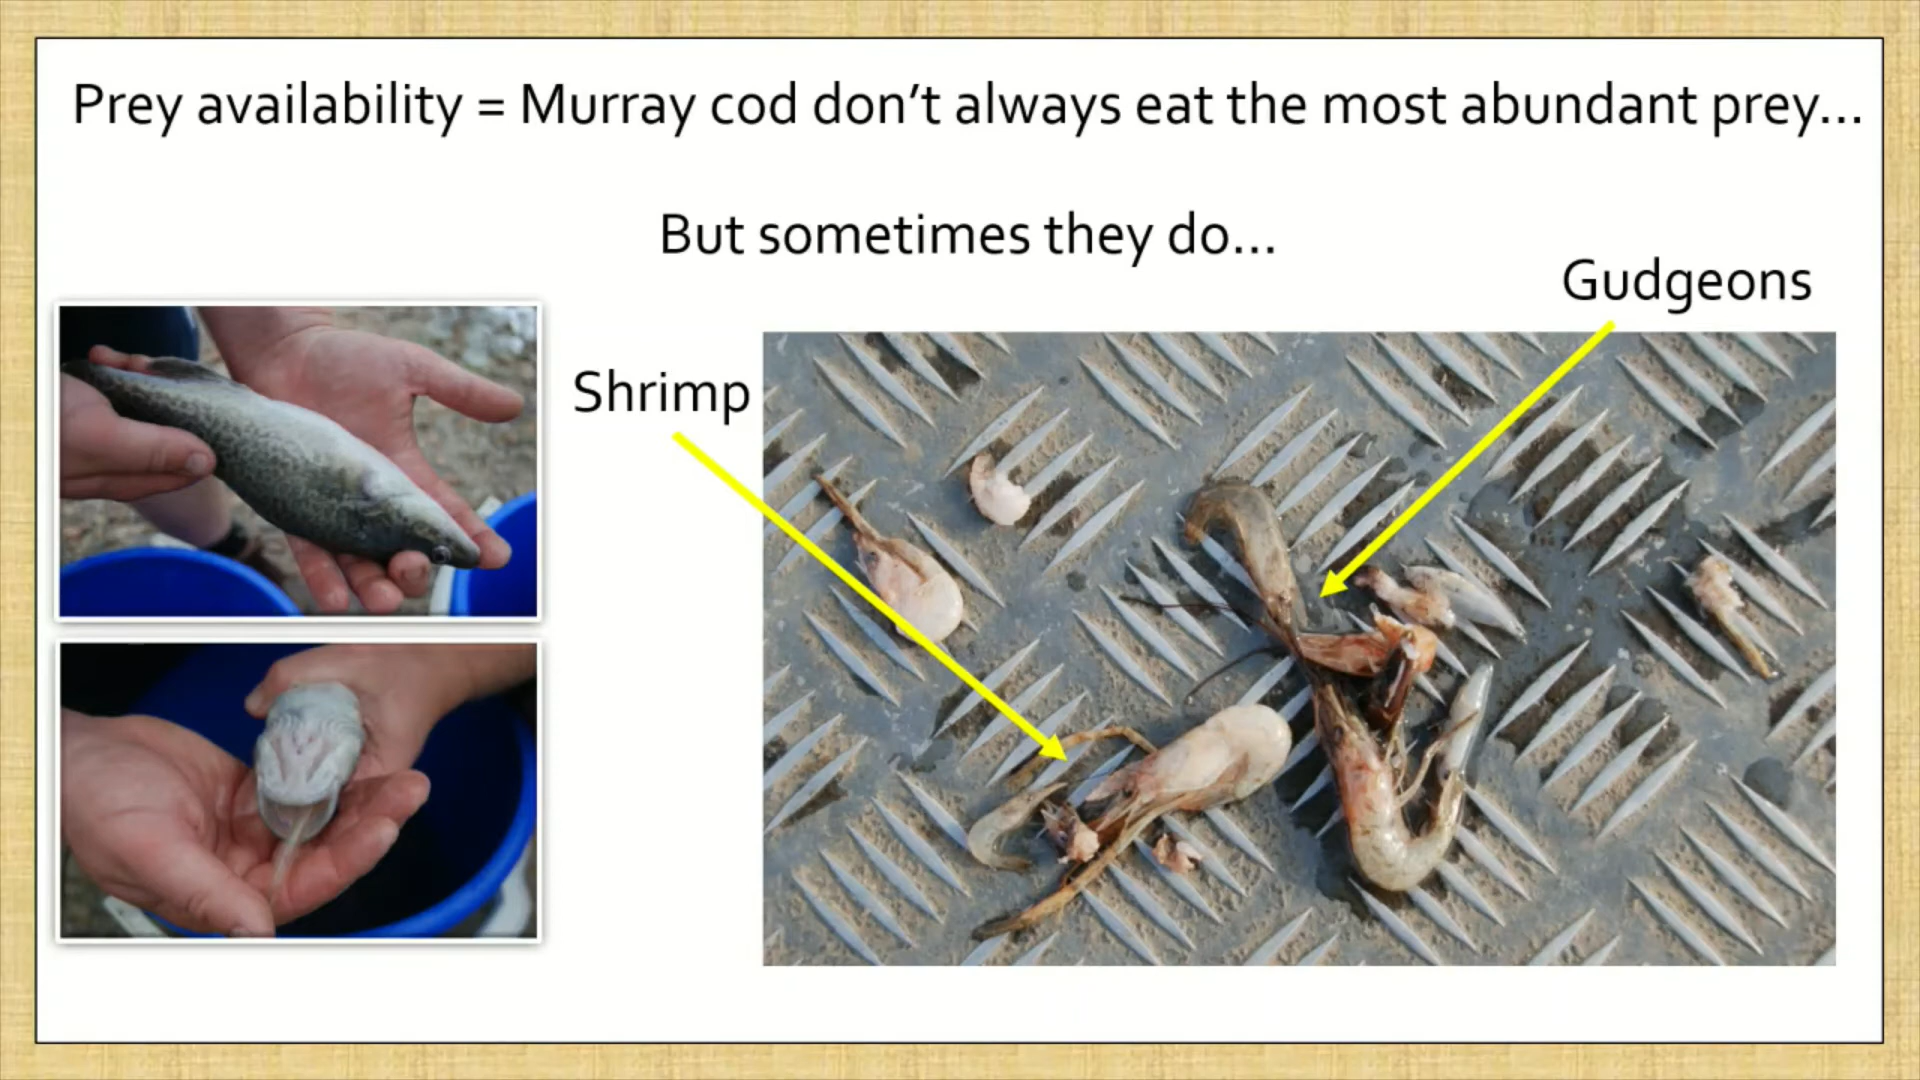 Prey availability = Murray cod don’t always eat the most abundant prey...
But sometimes they do...
Gudgeons
Shrimp